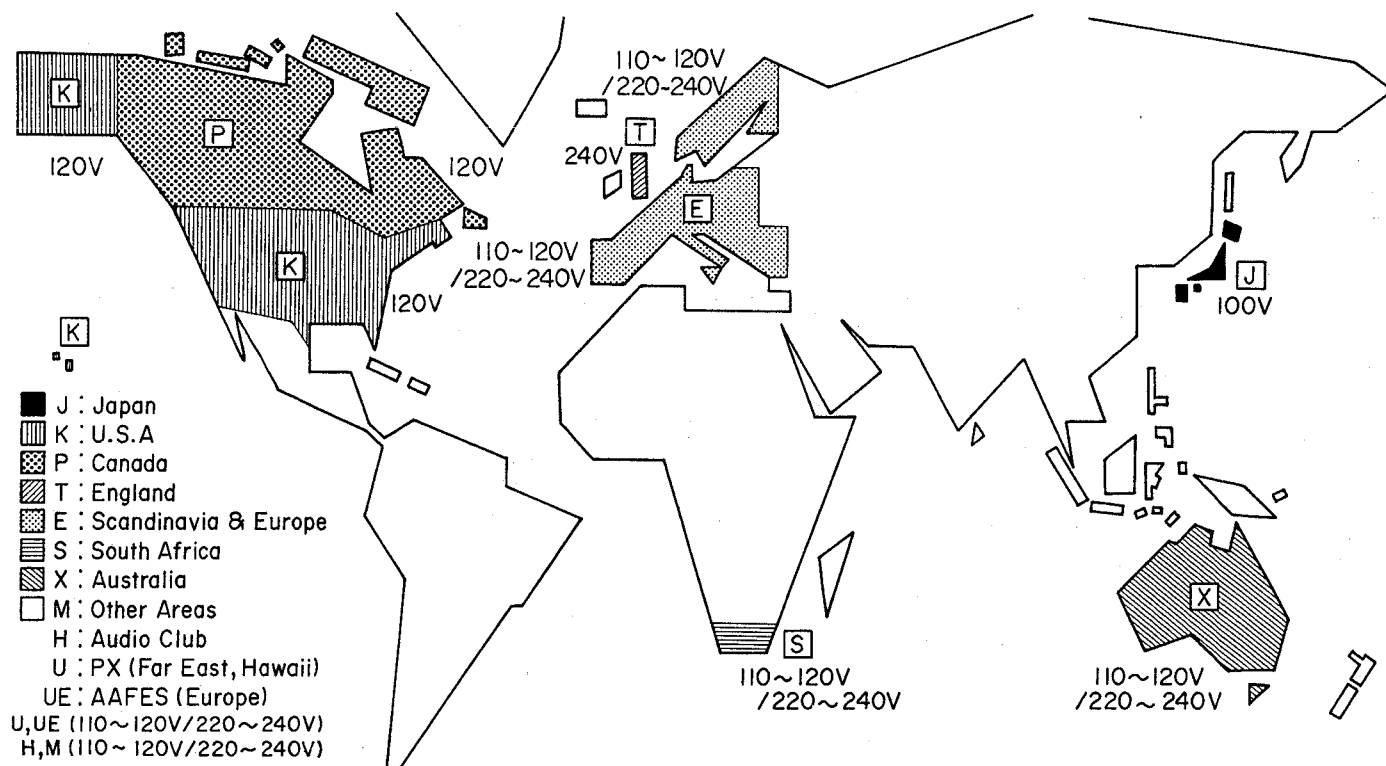 110~120V
/220~240V
K
P
T
240V
120V
120V
E
K
110~120V
/220~240V
120V
J
100V
K
J : Japan
K : U.S.A
P : Canada
T : England
E : Scandinavia & Europe
S : South Africa
X : Australia
M : Other Areas
H : Audio Club
U : PX (Far East, Hawaii)
UE : AAFES (Europe)
U,UE (110~120V/220~240V)
H,M (110~120V/220~240V)
X
S
110~120V
/220~240V
110~120V
/220~240V